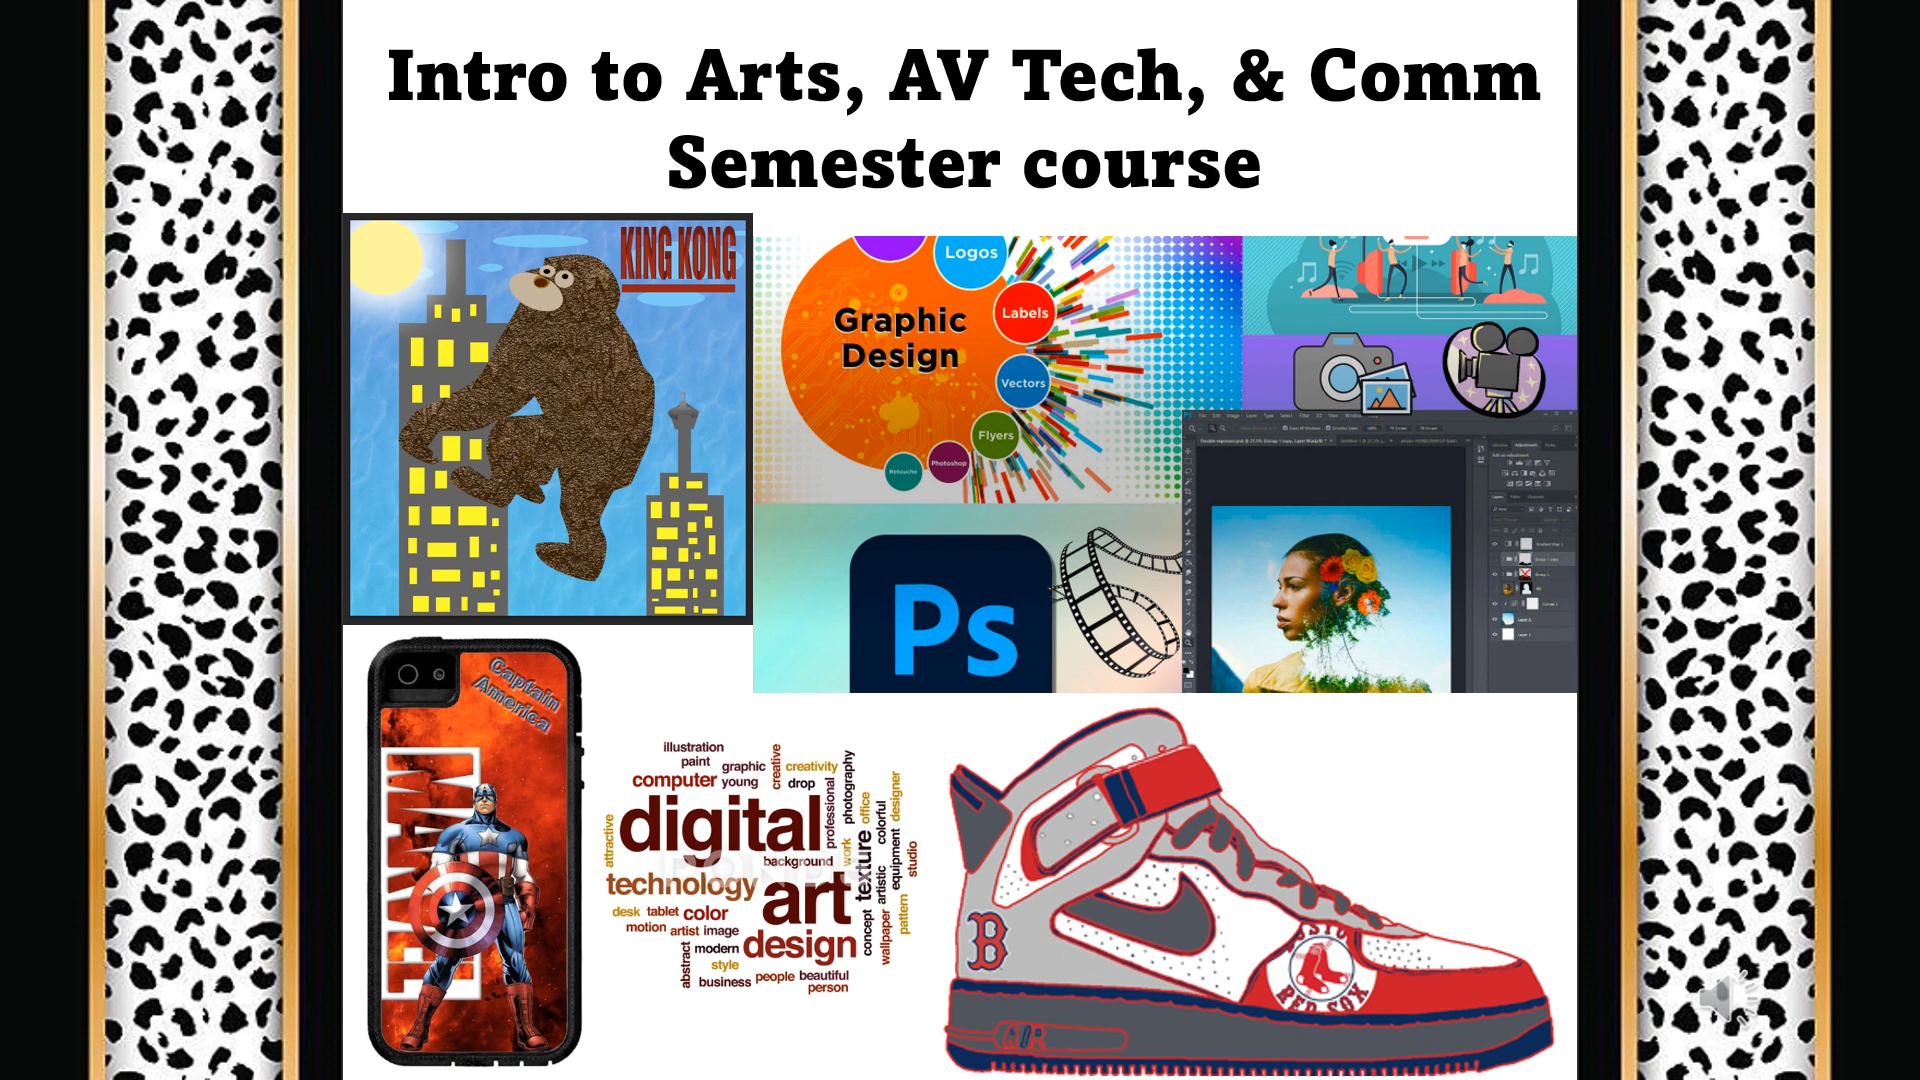 Intro to Arts, AV Tech, & Comm
Semester course
KING KONG
Logos
Graphic
Design
Labels
Vectors
Flyers
Photoshop
Retouche
Ps
Captain
America
MARVEL
illustration
paint
graphic
creative
creativity
photography
computer
young
drop
professional
office
designer
digital
attractive
background
work
texture
colorful
equipment
studio
technology
art
artistic
desk
tablet
color
motion
artist
image
concept
wallpaper
pattern
abstract
modern
design
style
business
people
beautiful
person
B
RED SOX
AIR